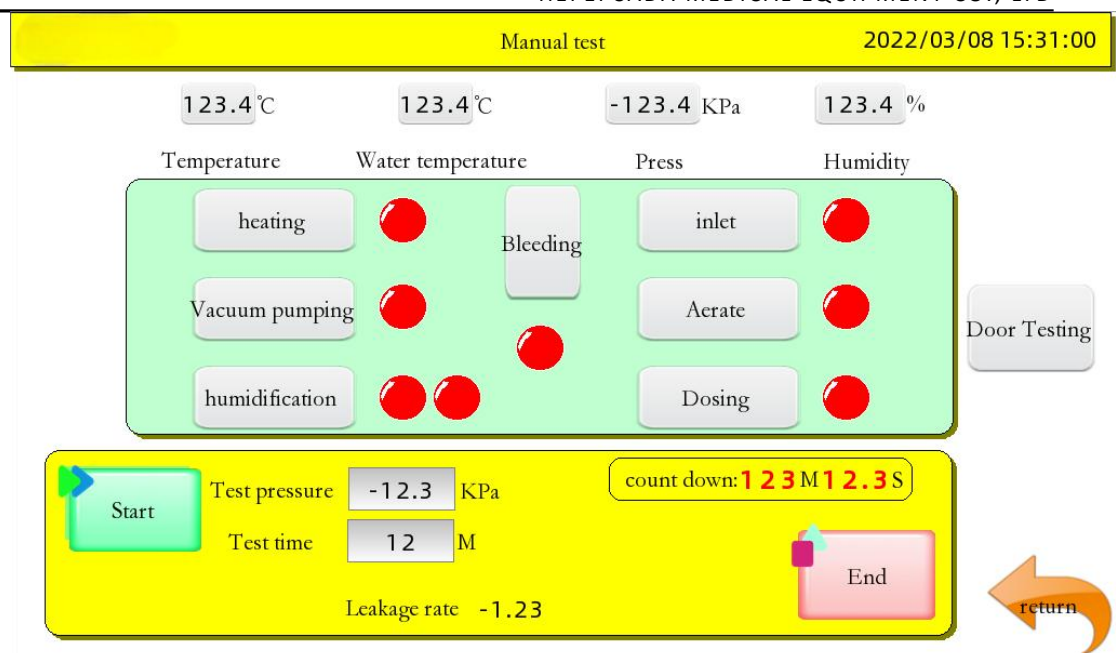 Manual test 2022/03/08 15:31:00
123.4 ℃ 123.4 ℃ -123.4 KPa 123.4 %
Temperature Water temperature Press Humidity
heating Bleeding inlet
Vacuum pumping Aerate Door Testing
humidification Dosing
Start Test pressure -12.3 KPa count down:123M12.3S
Test time 12 M
End
Leakage rate -1.23
return